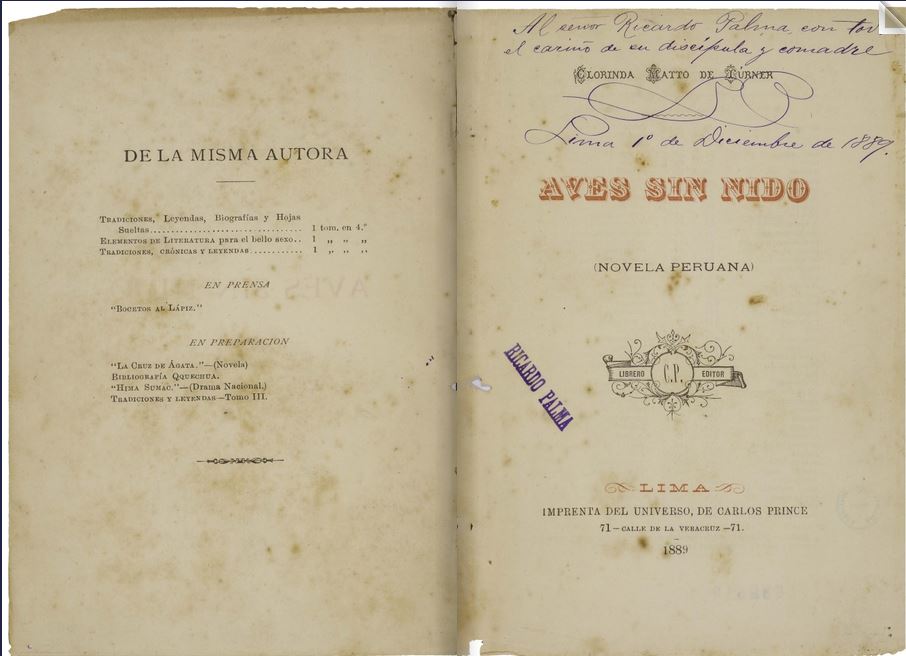 DE LA MISMA AUTORA
TRADICIONES, Leyendas, Biografías y Hojas
Sueltas................................ 1 tom. en 4.º
ELEMENTOS DE LITERATURA para el bello sexo.. 1 „ „ „
TRADICIONES, CRÓNICAS Y LEYENDAS........... 1 „ „ „
EN PRENSA
“BOCETOS AL LÁPIZ.”
EN PREPARACION
“LA CRUZ DE ÁGATA.”—(Novela)
BIBLIOGRAFÍA QQUECHUA.
“HIMA SUMAC.”—(Drama Nacional.)
TRADICIONES Y LEYENDAS—Tomo III.
Al señor Ricardo Palma con
el cariño de su discípula y comadre
CLORINDA MATTO DE TÚRNER
Lima 1º de Diciembre de 1889.
AVES SIN NIDO
(NOVELA PERUANA)
RICARDO PALMA
LIBRERO C.P. EDITOR
LIMA
IMPRENTA DEL UNIVERSO, DE CARLOS PRINCE
71—CALLE DE LA VERACRUZ—71.
1889